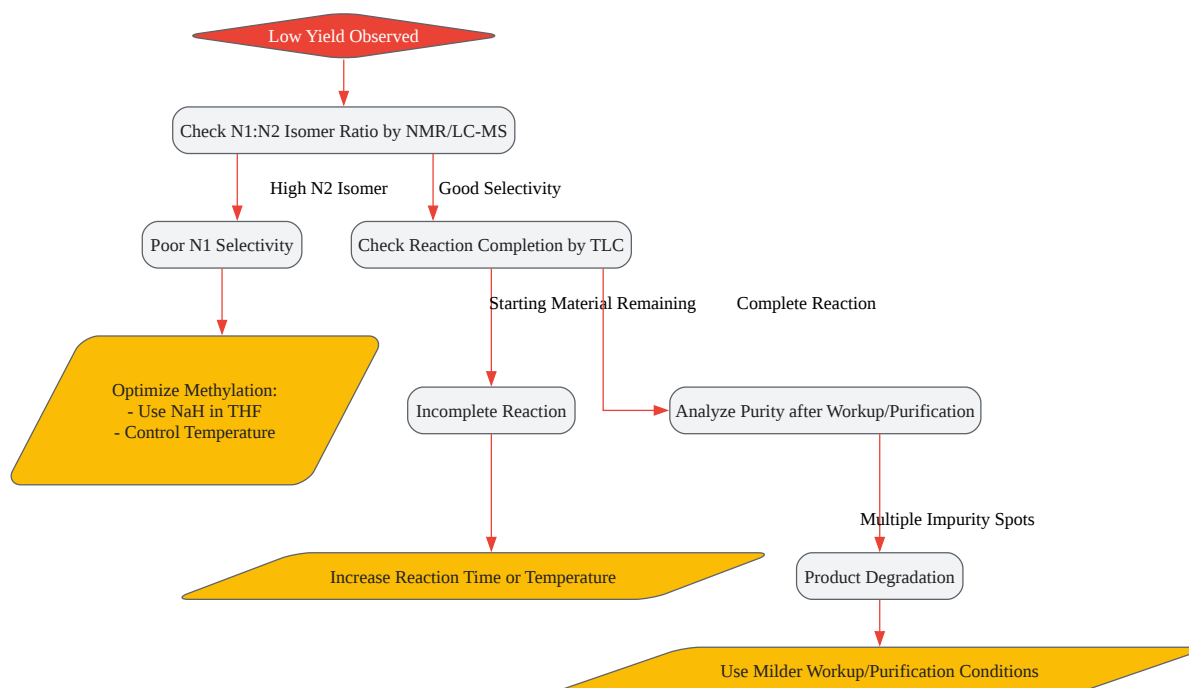 Low Yield Observed
Check N1:N2 Isomer Ratio by NMR/LC-MS
High N2 Isomer
Good Selectivity
Poor N1 Selectivity
Check Reaction Completion by TLC
Starting Material Remaining
Complete Reaction
Optimize Methylation:
- Use NaH in THF
- Control Temperature
Incomplete Reaction
Analyze Purity after Workup/Purification
Multiple Impurity Spots
Increase Reaction Time or Temperature
Product Degradation
Use Milder Workup/Purification Conditions